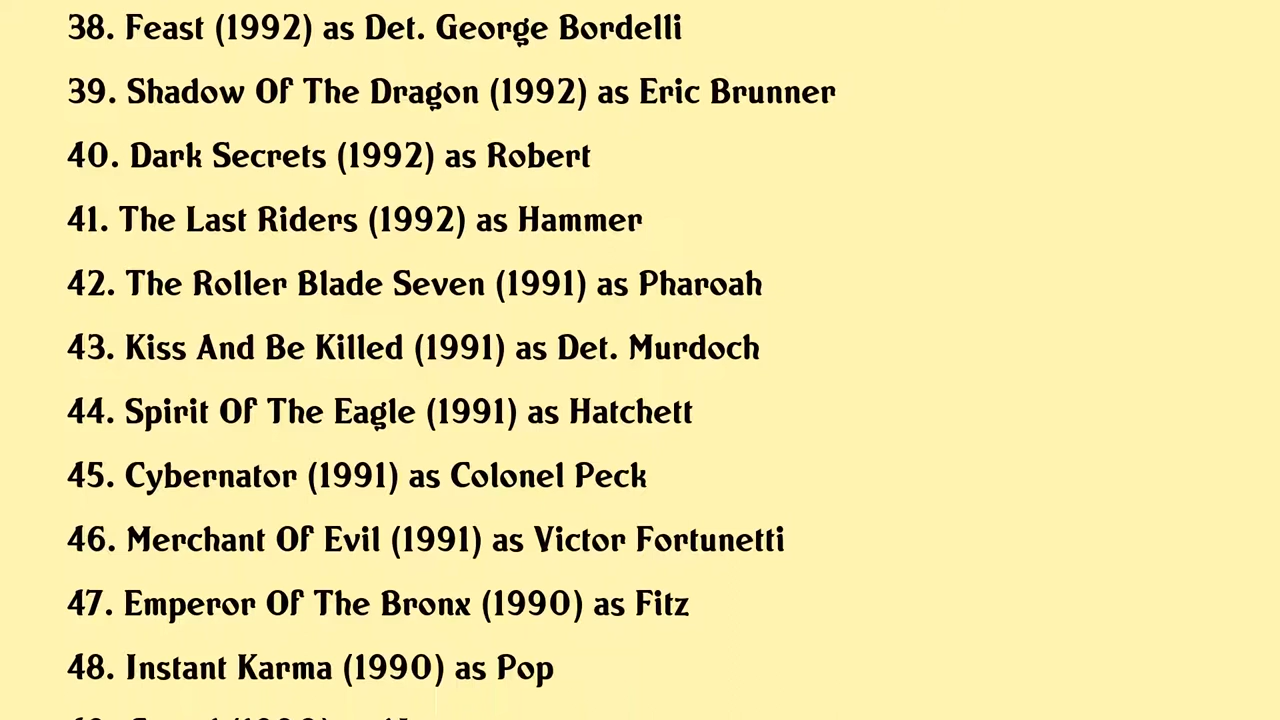 38. Feast (1992) as Det. George Bordelli
39. Shadow Of The Dragon (1992) as Eric Brunner
40. Dark Secrets (1992) as Robert
41. The Last Riders (1992) as Hammer
42. The Roller Blade Seven (1991) as Pharoah
43. Kiss And Be Killed (1991) as Det. Murdoch
44. Spirit Of The Eagle (1991) as Hatchett
45. Cybernator (1991) as Colonel Peck
46. Merchant Of Evil (1991) as Victor Fortunetti
47. Emperor Of The Bronx (1990) as Fitz
48. Instant Karma (1990) as Pop